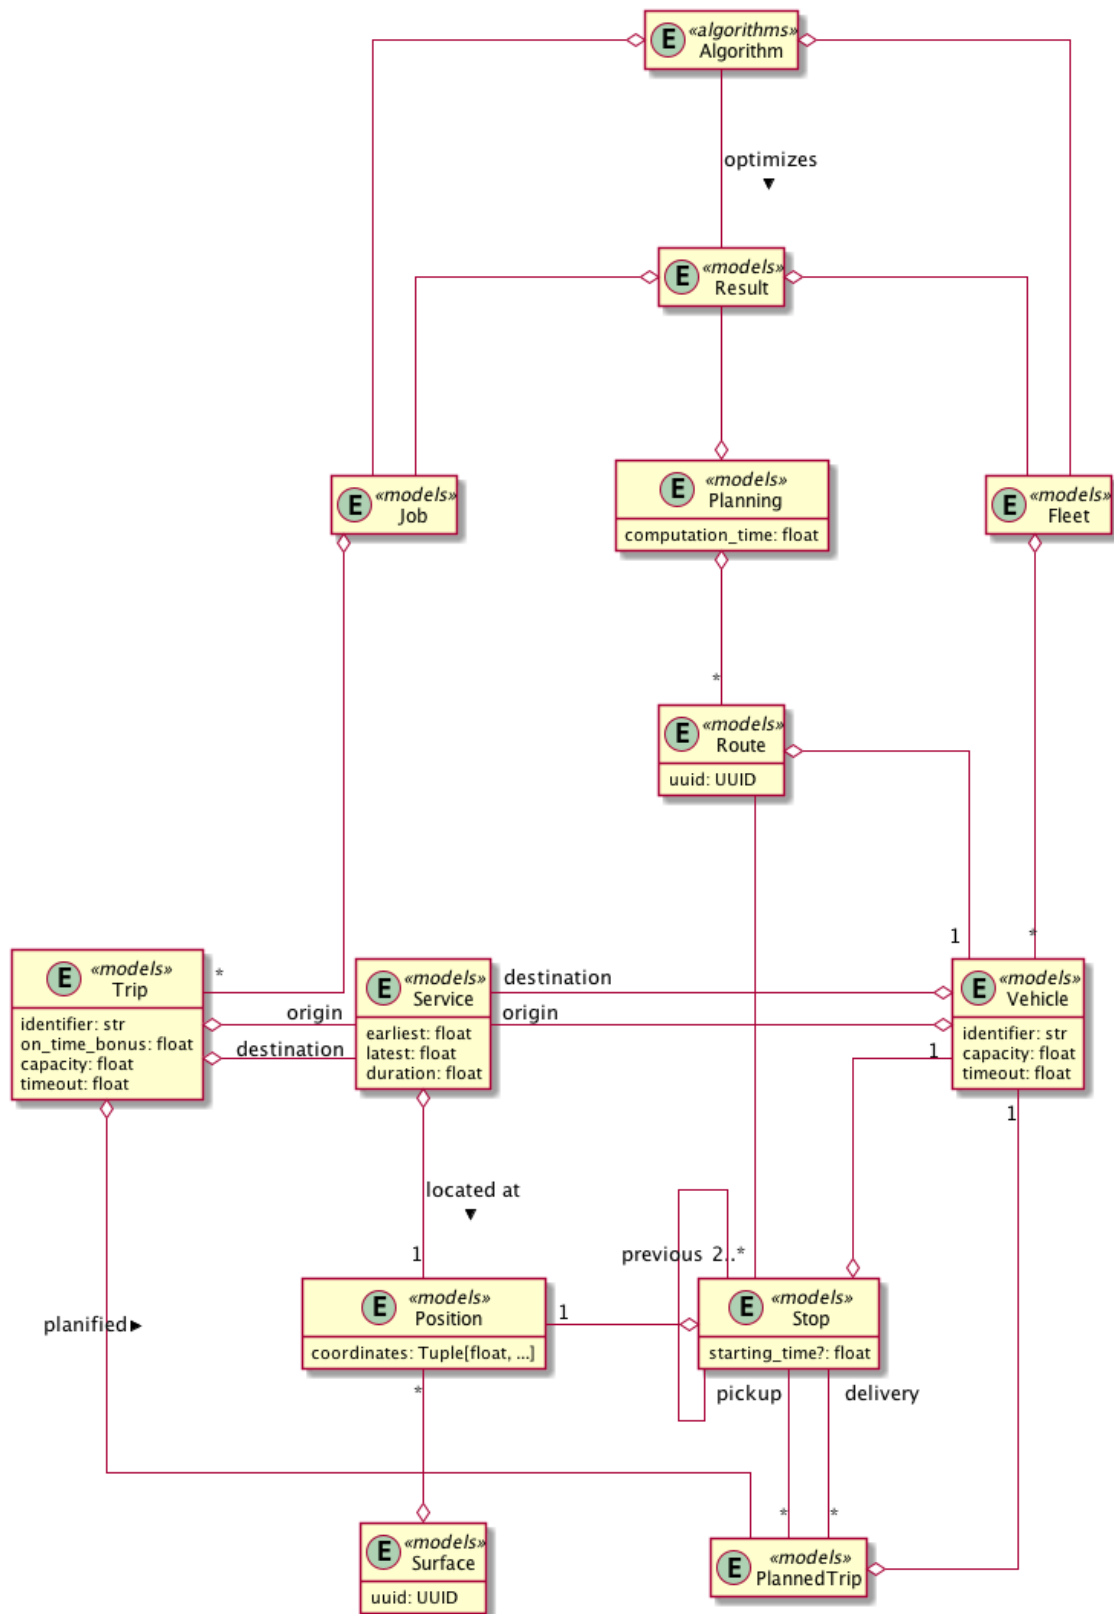 E «algorithms»
Algorithm
optimizes
▼
E «models»
Result
E «models»
Job
E «models»
Planning
computation_time: float
E «models»
Fleet
*
E «models»
Route
uuid: UUID
1
*
E «models»
Trip
identifier: str
on_time_bonus: float
capacity: float
timeout: float
*
origin
destination
E «models»
Service
earliest: float
latest: float
duration: float
destination
origin
E «models»
Vehicle
identifier: str
capacity: float
timeout: float
1
1
located at
▼
1
previous 2..*
planified►
E «models»
Position
coordinates: Tuple[float, ...]
1
E «models»
Stop
starting_time?: float
*
pickup
delivery
*
*
E «models»
Surface
uuid: UUID
E «models»
PlannedTrip